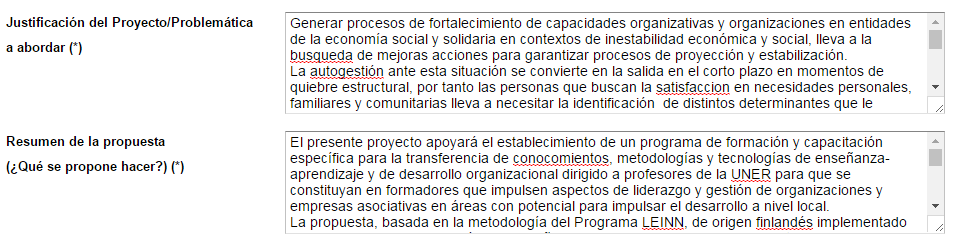 Justificación del Proyecto/Problemática
a abordar (*)
Generar procesos de fortalecimiento de capacidades organizativas y organizaciones en entidades
de la economía social y solidaria en contextos de inestabilidad económica y social, lleva a la
busqueda de mejoras acciones para garantizar procesos de proyección y estabilización.
La autogestión ante esta situación se convierte en la salida en el corto plazo en momentos de
quiebre estructural, por tanto las personas que buscan la satisfaccion en necesidades personales,
familiares y comunitarias lleva a necesitar la identificación  de distintos determinantes que le
Resumen de la propuesta
(¿Qué se propone hacer?) (*)
El presente proyecto apoyará el establecimiento de un programa de formación y capacitación
específica para la transferencia de conocomientos, metodologías y tecnologías de enseñanza-
aprendizaje y de desarrollo organizacional dirigido a profesores de la UNER para que se
constituyan en formadores que impulsen aspectos de liderazgo y gestión de organizaciones y
empresas asociativas en áreas con potencial para impulsar el desarrollo a nivel local.
La propuesta, basada en la metodología del Programa LEINN, de origen finlandés implementado